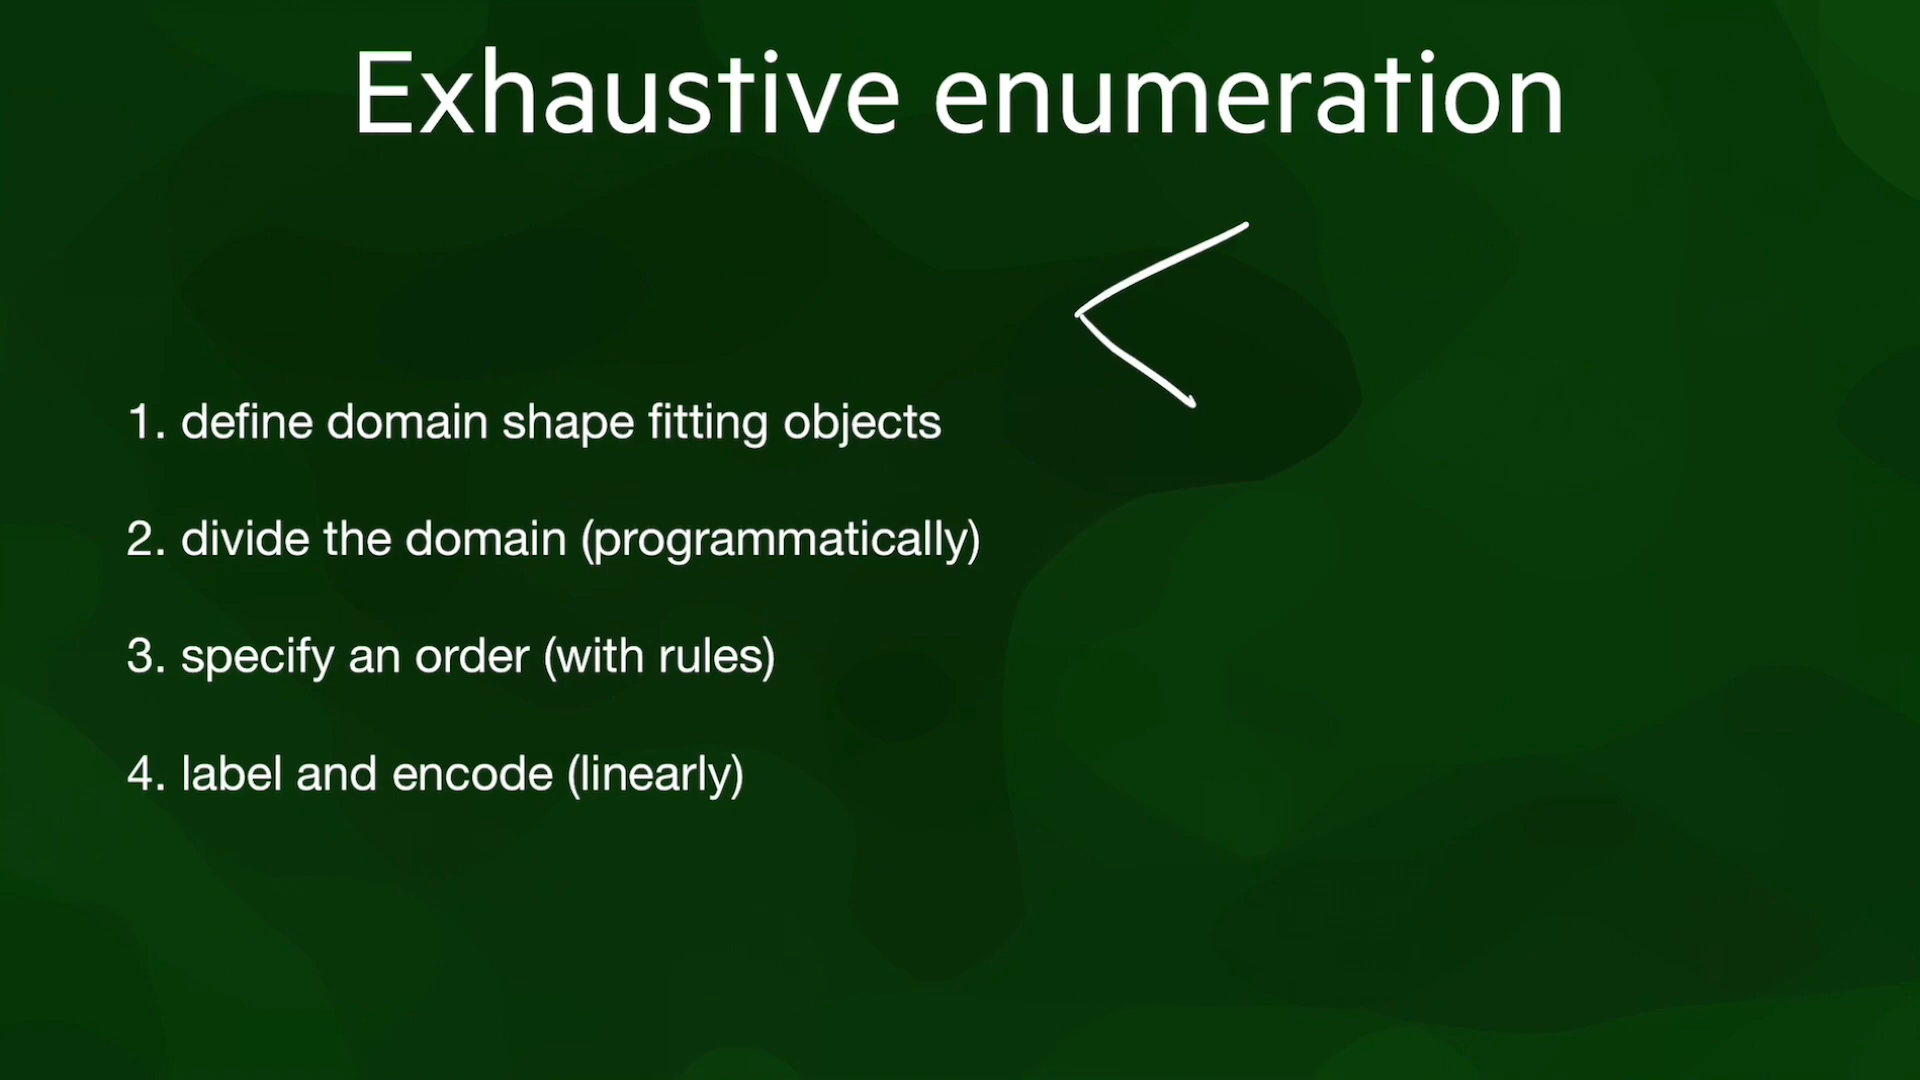 Exhaustive enumeration
1. define domain shape fitting objects
2. divide the domain (programmatically)
3. specify an order (with rules)
4. label and encode (linearly)